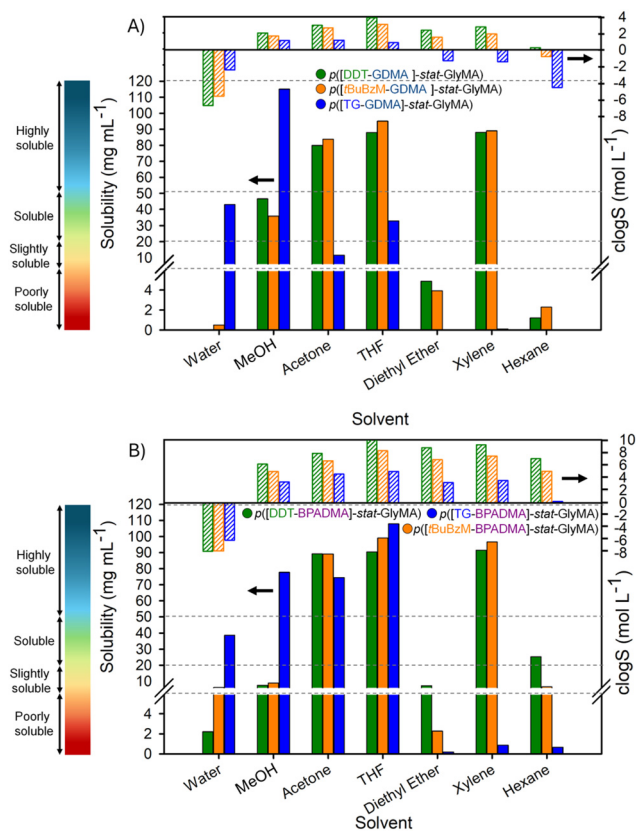 A)
4
2
0
-2
-4
-6
-8
clogS (mol L⁻¹)
p([DDT-GDMA ]-stat-GlyMA)
p([tBuBzM-GDMA ]-stat-GlyMA)
p([TG-GDMA]-stat-GlyMA)
Highly
soluble
Soluble
Slightly
soluble
Poorly
soluble
Solubility (mg mL⁻¹)
120
110
100
90
80
70
60
50
40
30
20
4
2
0
Water
MeOH
Acetone
THF
Diethyl Ether
Xylene
Hexane
Solvent
B)
10
8
6
4
2
0
-2
-4
-6
-8
clogS (mol L⁻¹)
p([DDT-BPADMA]-stat-GlyMA)
p([TG-BPADMA]-stat-GlyMA)
p([tBuBzM-BPADMA]-stat-GlyMA)
Highly
soluble
Soluble
Slightly
soluble
Poorly
soluble
Solubility (mg mL⁻¹)
120
110
100
90
80
70
60
50
40
30
20
4
2
0
Water
MeOH
Acetone
THF
Diethyl Ether
Xylene
Hexane
Solvent